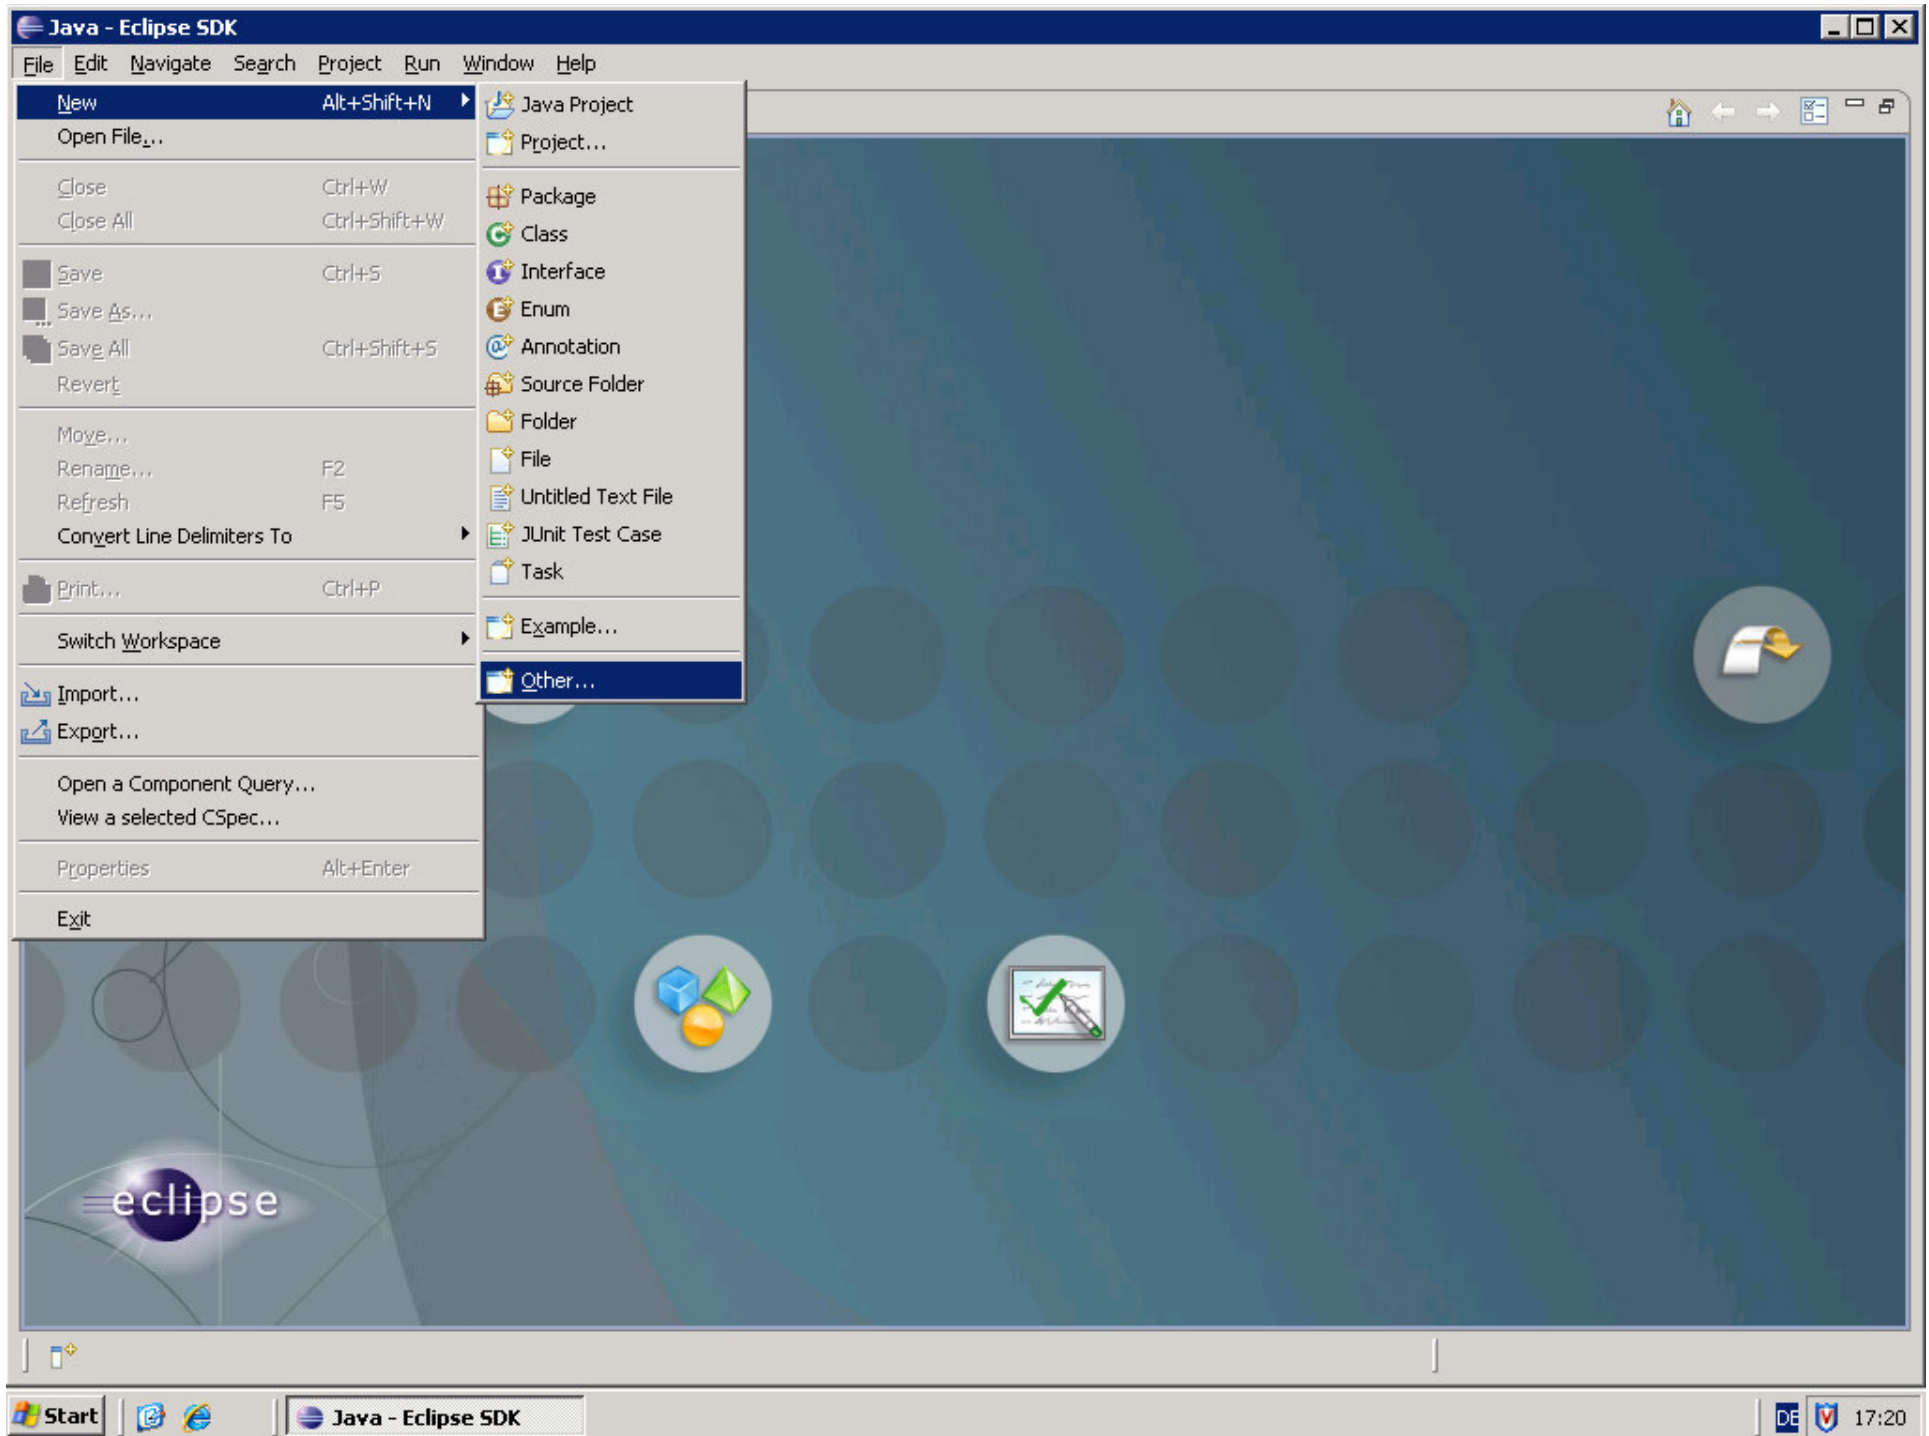 Java - Eclipse SDK
File Edit Navigate Search Project Run Window Help
New Alt+Shift+N
Open File...
Close Ctrl+W
Close All Ctrl+Shift+W
Save Ctrl+S
Save As...
Save All Ctrl+Shift+S
Revert
Move...
Rename... F2
Refresh F5
Convert Line Delimiters To
Print... Ctrl+P
Switch Workspace
Import...
Export...
Open a Component Query...
View a selected CSpec...
Properties Alt+Enter
Exit
Java Project
Project...
Package
Class
Interface
Enum
Annotation
Source Folder
Folder
File
Untitled Text File
JUnit Test Case
Task
Example...
Other...
eclipse
Start Java - Eclipse SDK DE 17:20